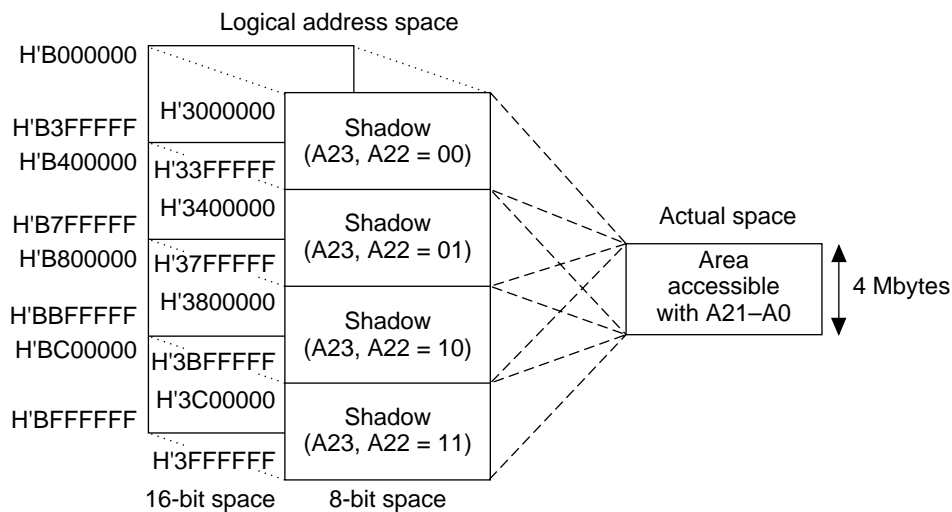 Logical address space
H'B000000
H'3000000
Shadow
(A23, A22 = 00)
H'B3FFFFF
H'B400000
H'33FFFFF
H'3400000
Shadow
(A23, A22 = 01)
H'B7FFFFF
H'B800000
H'37FFFFF
H'3800000
Shadow
(A23, A22 = 10)
H'BBFFFFF
H'BC00000
H'3BFFFFF
H'3C00000
Shadow
(A23, A22 = 11)
H'BFFFFFF
H'3FFFFFF
16-bit space
8-bit space
Actual space
Area
accessible
with A21–A0
4 Mbytes